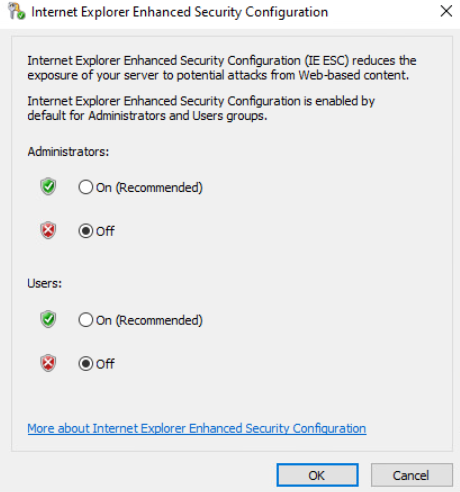 Internet Explorer Enhanced Security Configuration
Internet Explorer Enhanced Security Configuration (IE ESC) reduces the
exposure of your server to potential attacks from Web-based content.
Internet Explorer Enhanced Security Configuration is enabled by
default for Administrators and Users groups.
Administrators:
On (Recommended)
Off
Users:
On (Recommended)
Off
More about Internet Explorer Enhanced Security Configuration
OK Cancel